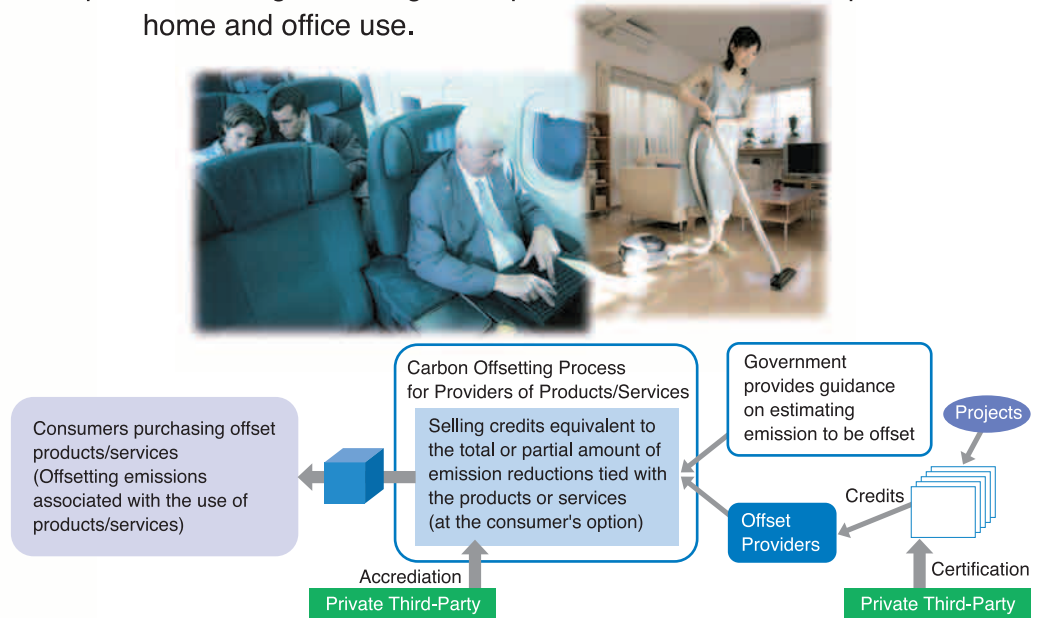 home and office use.
Carbon Offsetting Process
for Providers of Products/Services
Selling credits equivalent to
the total or partial amount of
emission reductions tied with
the products or services
(at the consumer's option)
Government
provides guidance
on estimating
emission to be offset
Projects
Consumers purchasing offset
products/services
(Offsetting emissions
associated with the use of
products/services)
Credits
Offset
Providers
Accrediation
Certification
Private Third-Party
Private Third-Party